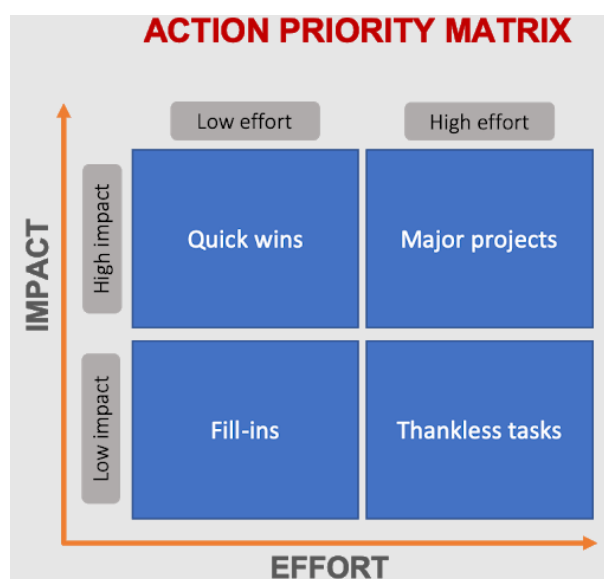 ACTION PRIORITY MATRIX
Low effort
High effort
IMPACT
High impact
Quick wins
Major projects
Low impact
Fill-ins
Thankless tasks
EFFORT